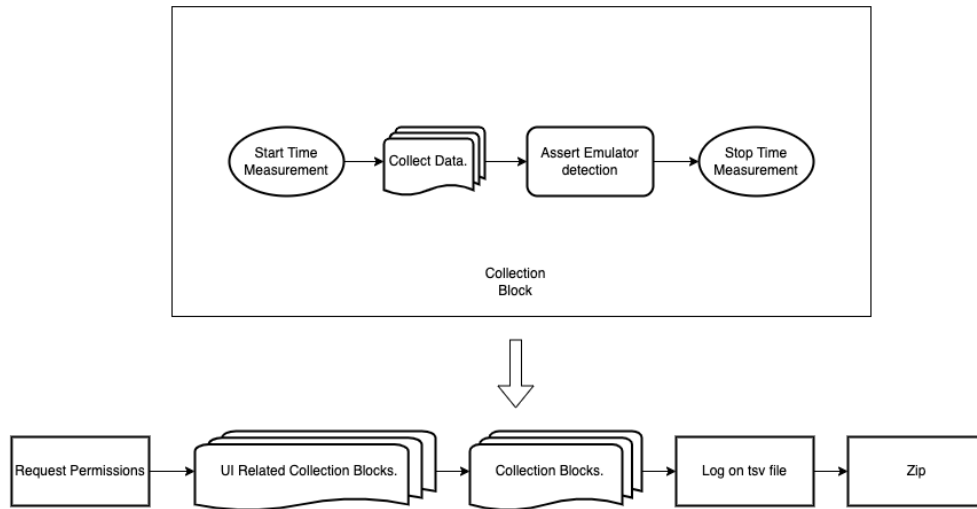 Start Time
Measurement
Collect Data.
Assert Emulator
detection
Stop Time
Measurement
Collection
Block
Request Permissions
UI Related Collection Blocks.
Collection Blocks.
Log on tsv file
Zip